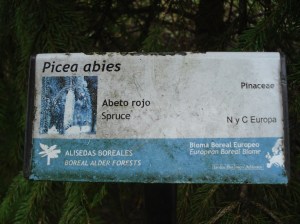 Picea abies
Pinaceae
Abeto rojo
Spruce
N y C Europa
ALISEDAS BOREALES
BOREAL ALDER FORESTS
Bioma Boreal Europeo
European Boreal Biome